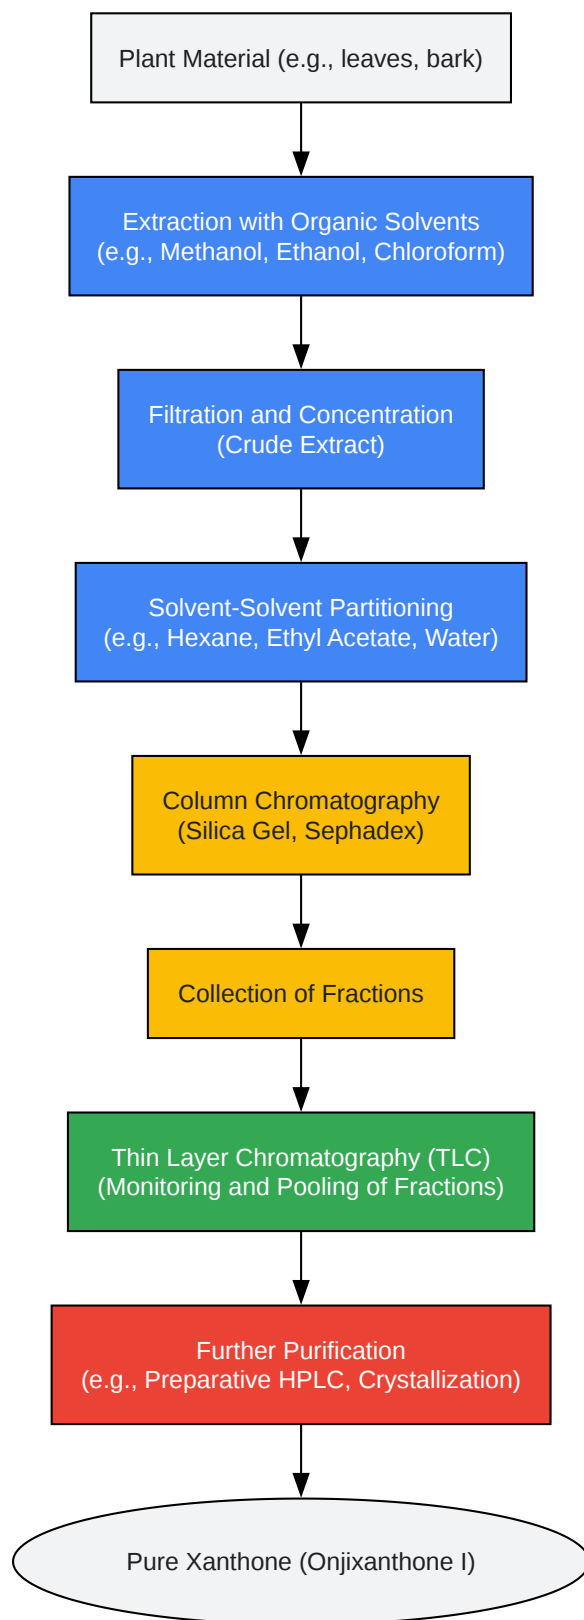 Plant Material (e.g., leaves, bark)
Extraction with Organic Solvents
(e.g., Methanol, Ethanol, Chloroform)
Filtration and Concentration
(Crude Extract)
Solvent-Solvent Partitioning
(e.g., Hexane, Ethyl Acetate, Water)
Column Chromatography
(Silica Gel, Sephadex)
Collection of Fractions
Thin Layer Chromatography (TLC)
(Monitoring and Pooling of Fractions)
Further Purification
(e.g., Preparative HPLC, Crystallization)
Pure Xanthone (Onjixanthone I)